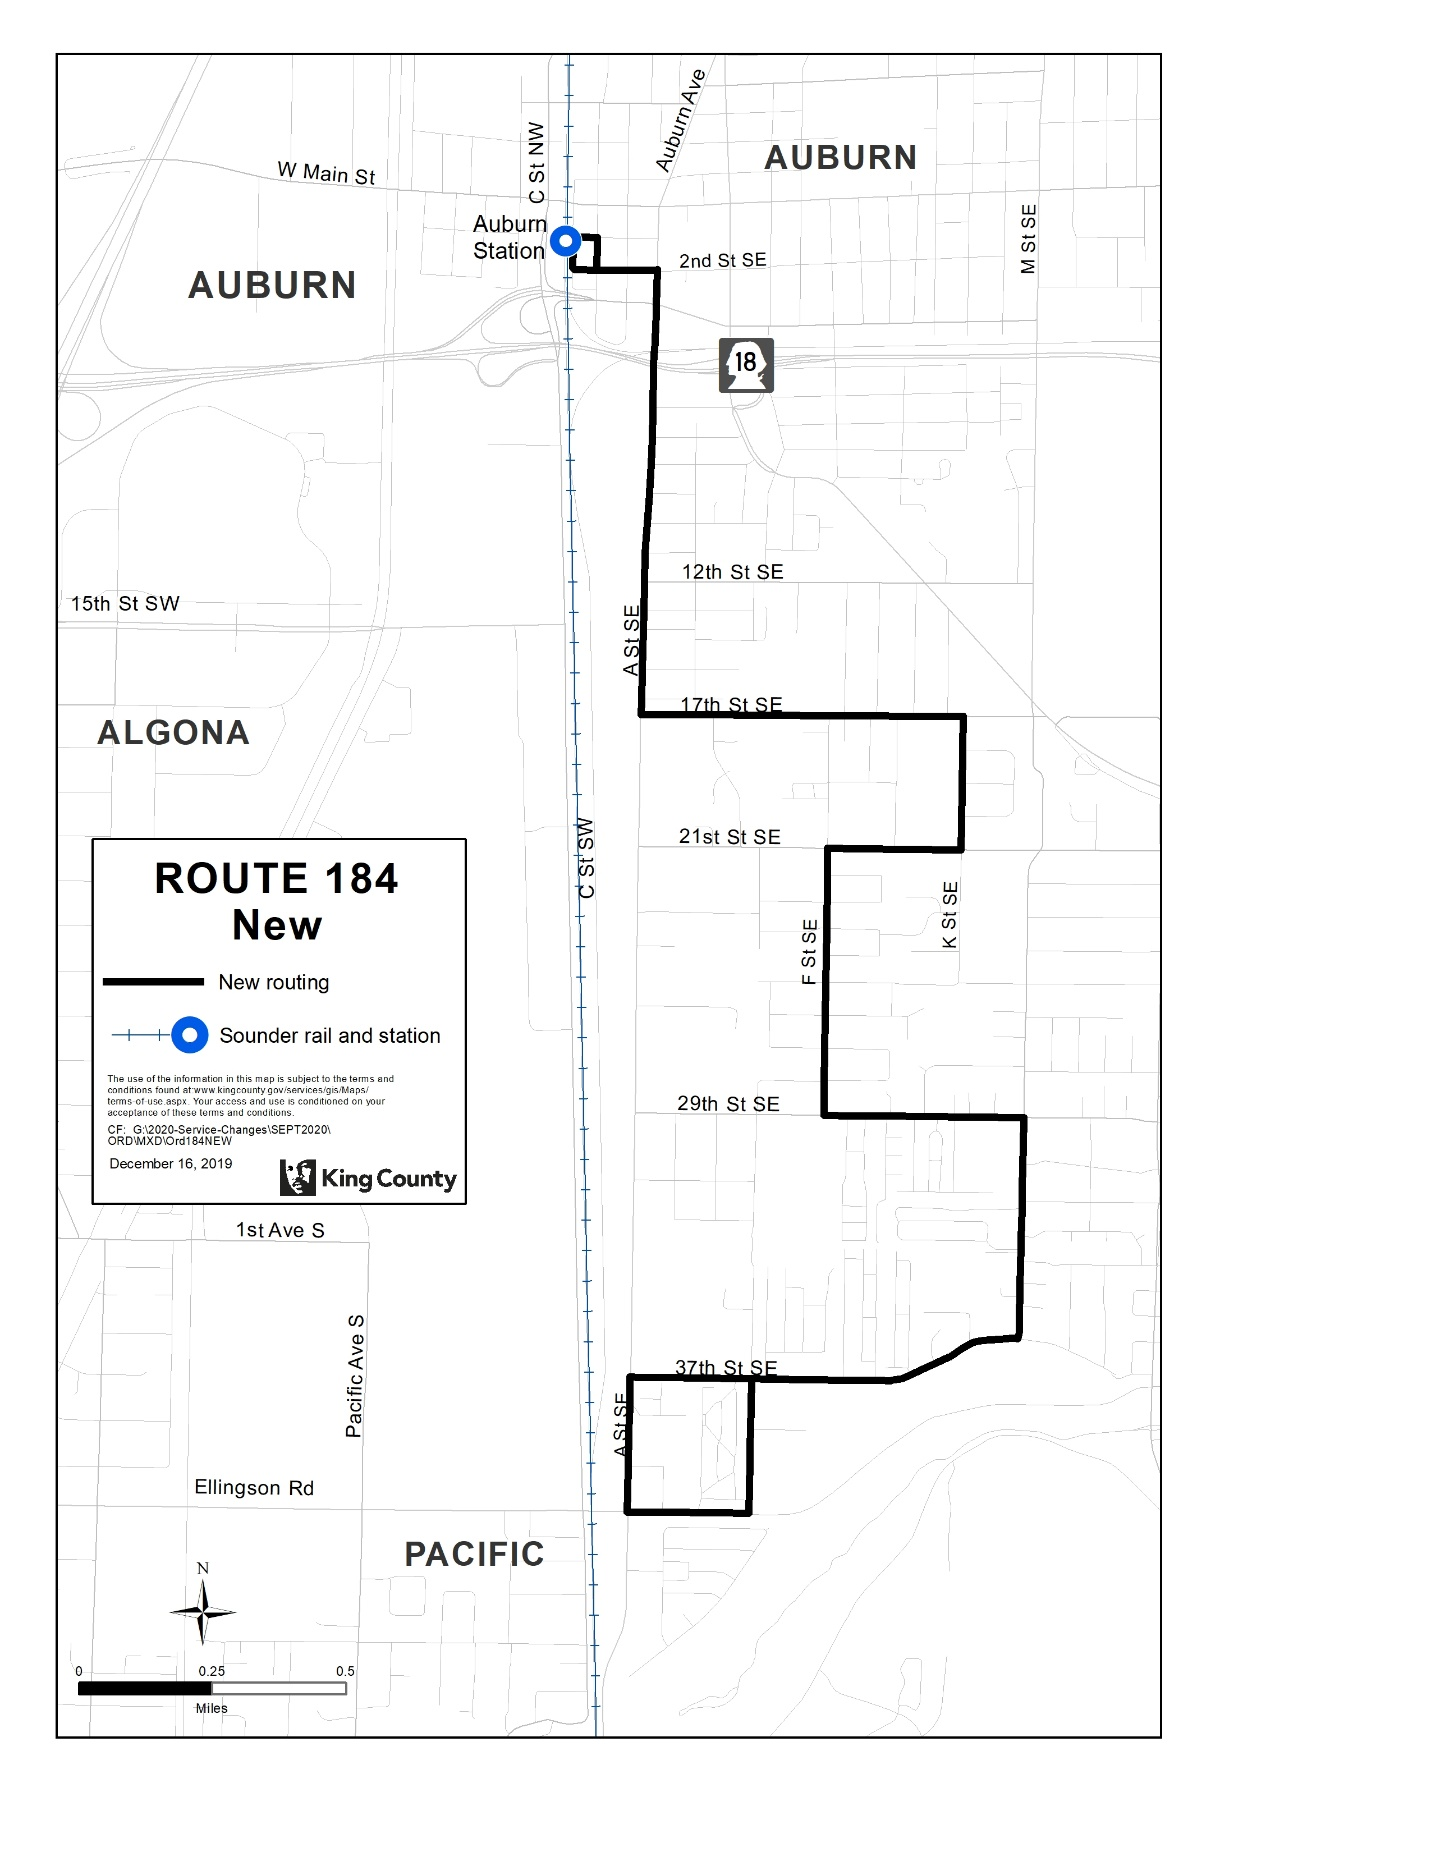 Auburn Ave
C St NW
AUBURN
W Main St
M St SE
Auburn
Station
2nd St SE
AUBURN
18
12th St SE
15th St SW
A St SE
17th St SE
ALGONA
21st St SE
C St SW
K St SE
F St SE
ROUTE 184
New
New routing
Sounder rail and station
The use of the information in this map is subject to the terms and
conditions found at:www.kingcounty.gov/services/gis/Maps/
terms-of-use.aspx. Your access and use is conditioned on your
acceptance of these terms and conditions.
CF: G:\2020-Service-Changes\SEPT2020\
ORD\MXD\Ord184NEW
December 16, 2019
King County
29th St SE
1st Ave S
Pacific Ave S
37th St SE
A St SE
Ellingson Rd
PACIFIC
N
0 0.25 0.5
Miles